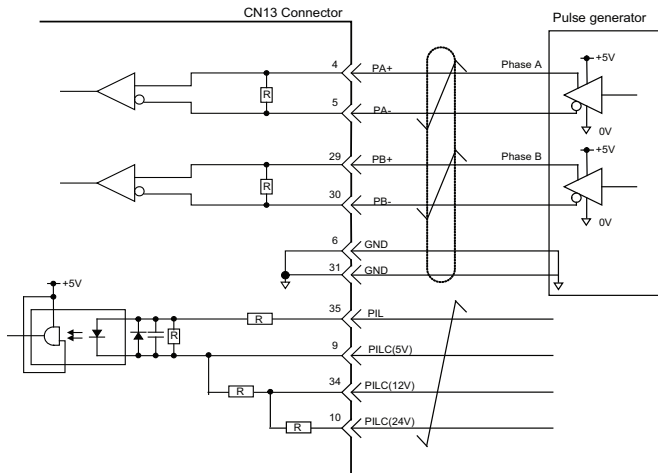 CN13 Connector
Pulse generator
+5V
4
PA+
Phase A
R
5
PA-
0V
+5V
29
PB+
Phase B
R
30
PB-
0V
6
GND
31
GND
+5V
35
PIL
R
R
9
PILC(5V)
34
PILC(12V)
R
10
PILC(24V)
R